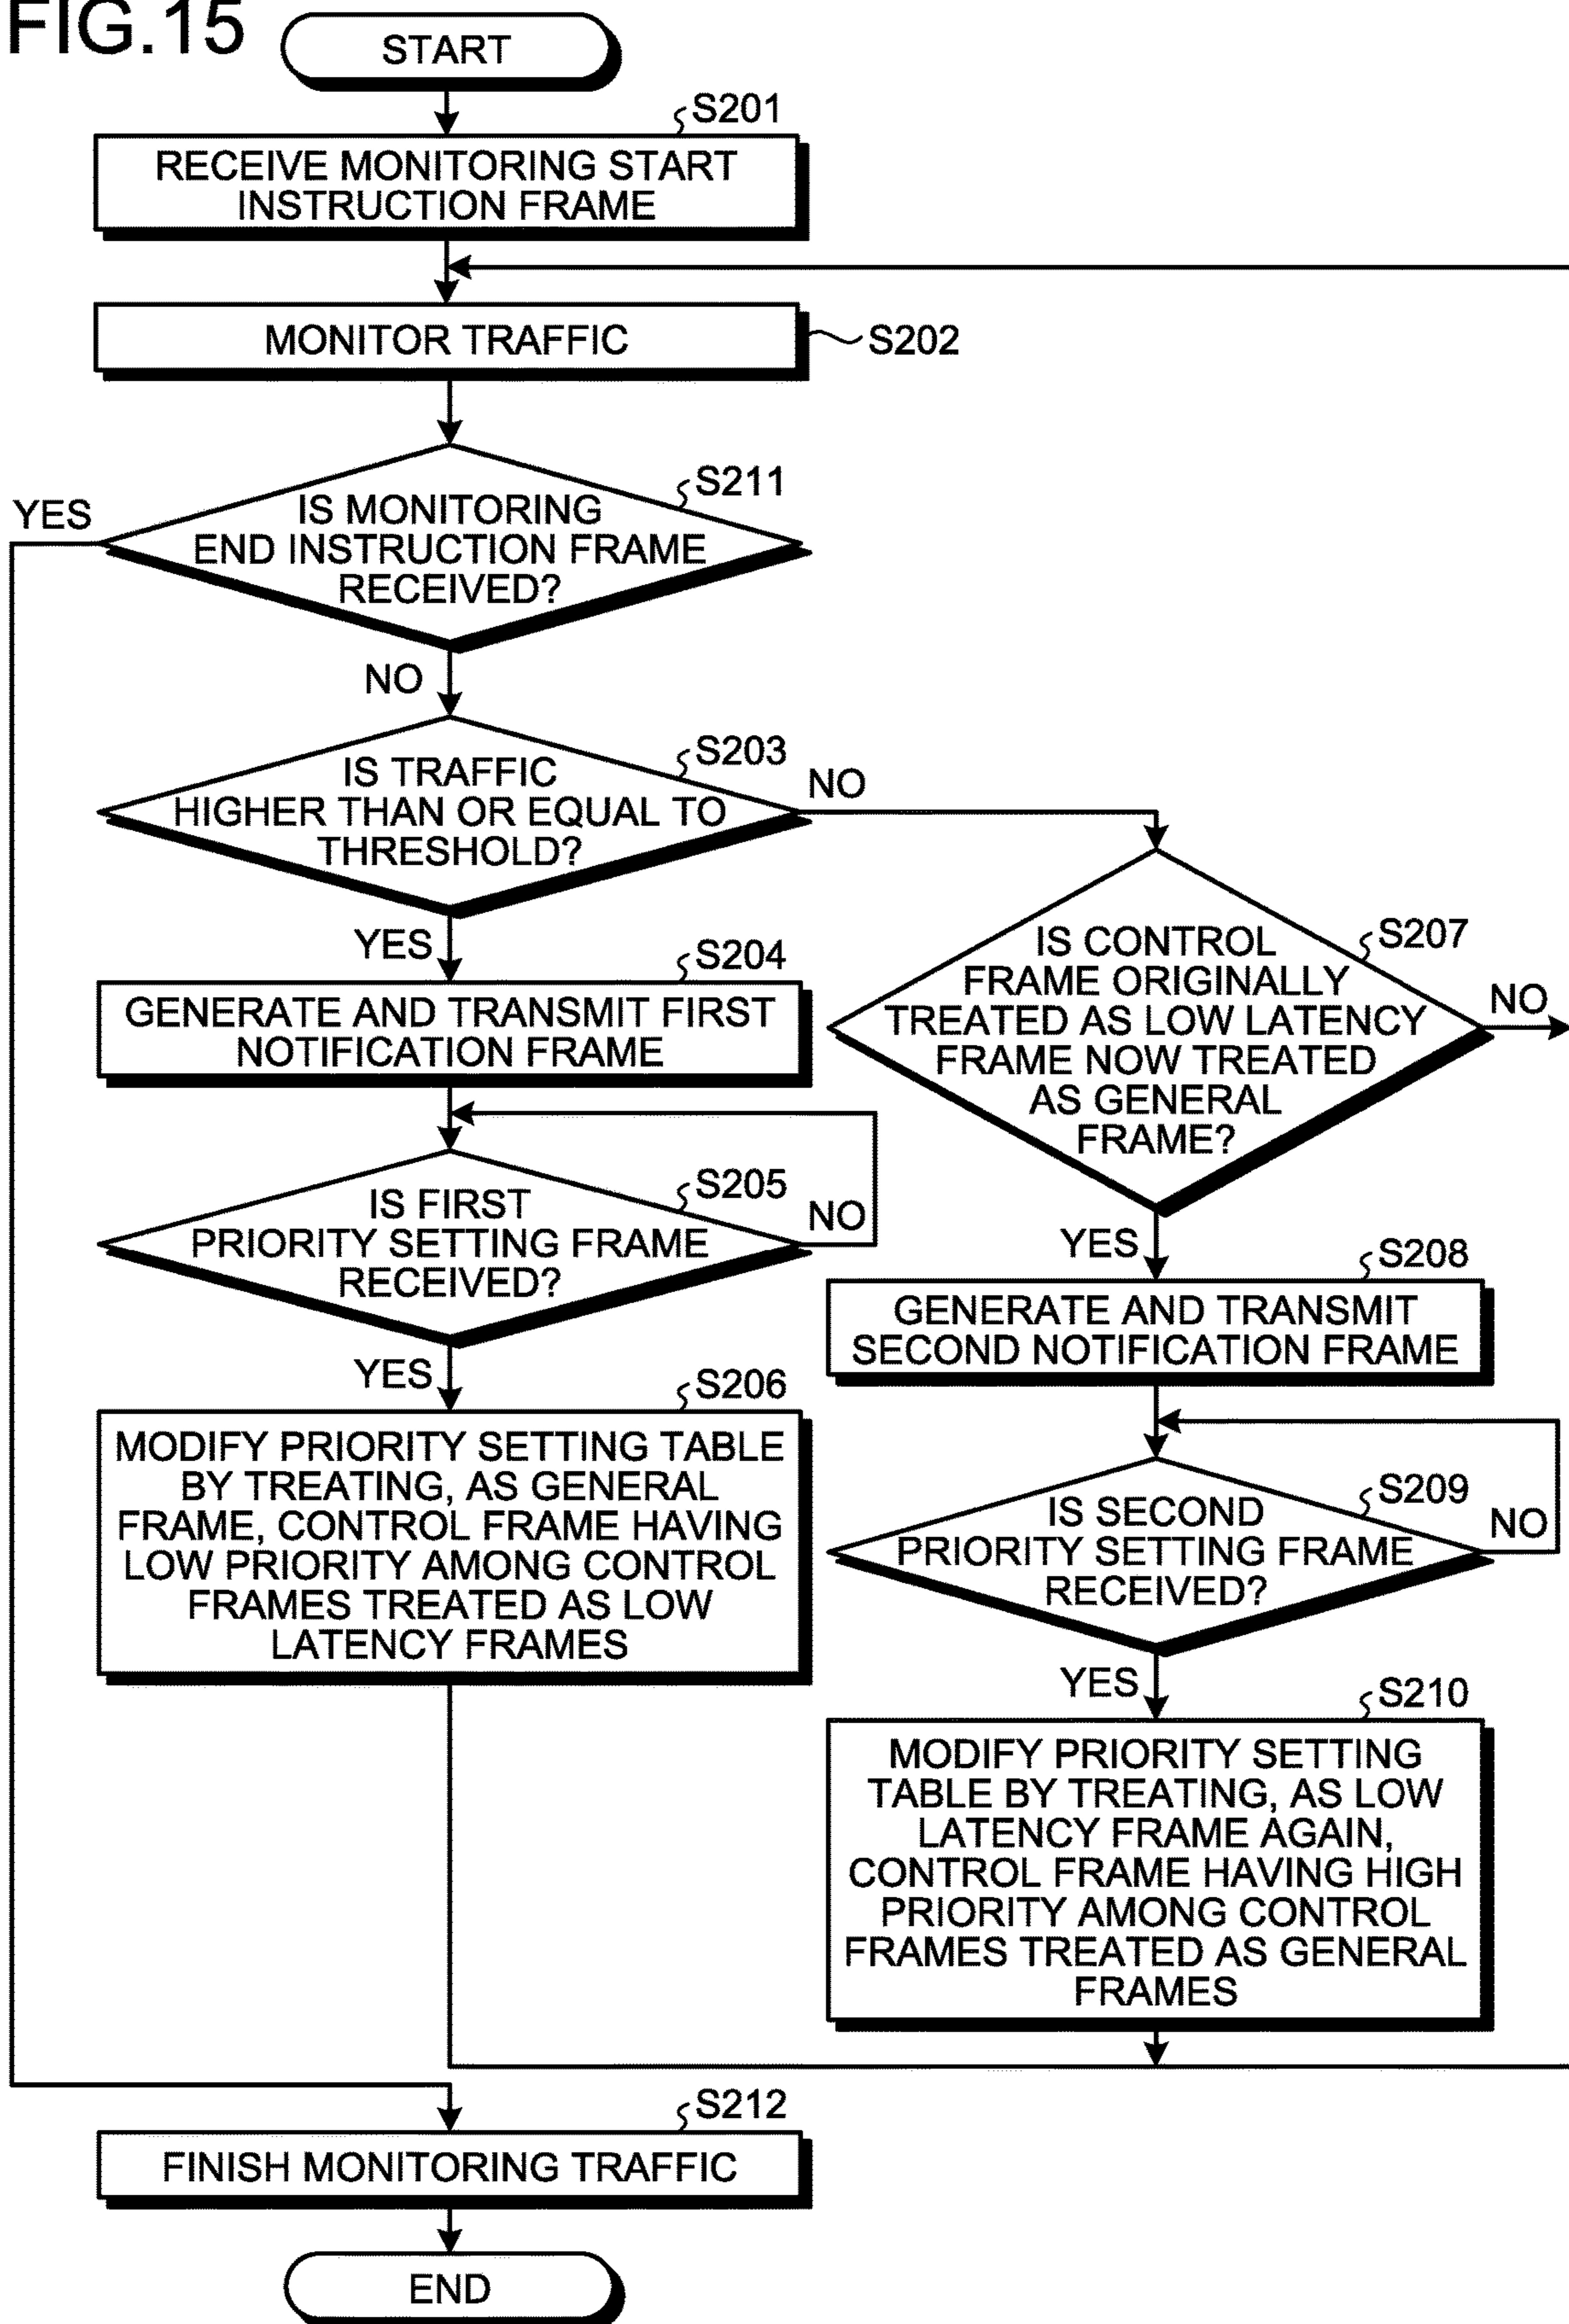 FIG.15
START
S201
RECEIVE MONITORING START
INSTRUCTION FRAME
MONITOR TRAFFIC
S202
S211
YES
IS MONITORING
END INSTRUCTION FRAME
RECEIVED?
NO
S203
IS TRAFFIC
HIGHER THAN OR EQUAL TO
THRESHOLD?
NO
YES
S204
GENERATE AND TRANSMIT FIRST
NOTIFICATION FRAME
S205
IS FIRST
PRIORITY SETTING FRAME
RECEIVED?
NO
YES
S206
MODIFY PRIORITY SETTING TABLE
BY TREATING, AS GENERAL
FRAME, CONTROL FRAME HAVING
LOW PRIORITY AMONG CONTROL
FRAMES TREATED AS LOW
LATENCY FRAMES
S207
IS CONTROL
FRAME ORIGINALLY
TREATED AS LOW LATENCY
FRAME NOW TREATED
AS GENERAL
FRAME?
NO
YES
S208
GENERATE AND TRANSMIT
SECOND NOTIFICATION FRAME
S209
IS SECOND
PRIORITY SETTING FRAME
RECEIVED?
NO
YES
S210
MODIFY PRIORITY SETTING
TABLE BY TREATING, AS LOW
LATENCY FRAME AGAIN,
CONTROL FRAME HAVING HIGH
PRIORITY AMONG CONTROL
FRAMES TREATED AS GENERAL
FRAMES
S212
FINISH MONITORING TRAFFIC
END